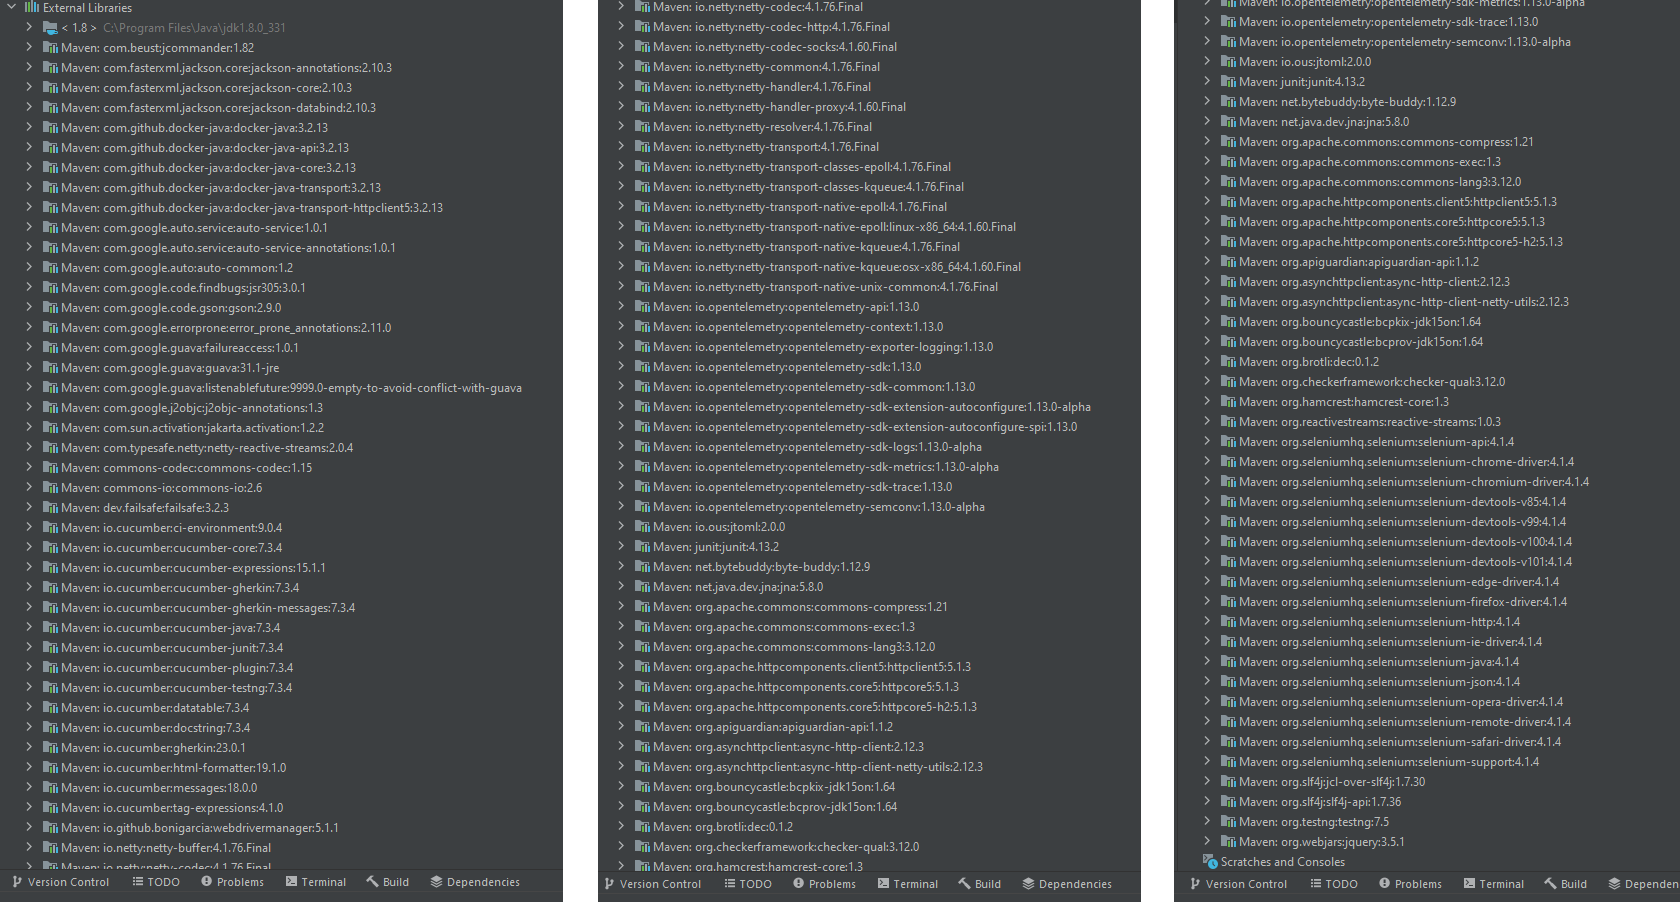 External Libraries
< 1.8 > C:\Program Files\Java\jdk1.8.0_331
Maven: com.beust:jcommander:1.82
Maven: com.fasterxml.jackson.core:jackson-annotations:2.10.3
Maven: com.fasterxml.jackson.core:jackson-core:2.10.3
Maven: com.fasterxml.jackson.core:jackson-databind:2.10.3
Maven: com.github.docker-java:docker-java:3.2.13
Maven: com.github.docker-java:docker-java-api:3.2.13
Maven: com.github.docker-java:docker-java-core:3.2.13
Maven: com.github.docker-java:docker-java-transport:3.2.13
Maven: com.github.docker-java:docker-java-transport-httpclient5:3.2.13
Maven: com.google.auto.service:auto-service:1.0.1
Maven: com.google.auto.service:auto-service-annotations:1.0.1
Maven: com.google.auto:auto-common:1.2
Maven: com.google.code.findbugs:jsr305:3.0.1
Maven: com.google.code.gson:gson:2.9.0
Maven: com.google.errorprone:error_prone_annotations:2.11.0
Maven: com.google.guava:failureaccess:1.0.1
Maven: com.google.guava:guava:31.1-jre
Maven: com.google.guava:listenablefuture:9999.0-empty-to-avoid-conflict-with-guava
Maven: com.google.j2objc:j2objc-annotations:1.3
Maven: com.sun.activation:jakarta.activation:1.2.2
Maven: com.typesafe.netty:netty-reactive-streams:2.0.4
Maven: commons-codec:commons-codec:1.15
Maven: commons-io:commons-io:2.6
Maven: dev.failsafe:failsafe:3.2.3
Maven: io.cucumber:ci-environment:9.0.4
Maven: io.cucumber:cucumber-core:7.3.4
Maven: io.cucumber:cucumber-expressions:15.1.1
Maven: io.cucumber:cucumber-gherkin:7.3.4
Maven: io.cucumber:cucumber-gherkin-messages:7.3.4
Maven: io.cucumber:cucumber-java:7.3.4
Maven: io.cucumber:cucumber-junit:7.3.4
Maven: io.cucumber:cucumber-plugin:7.3.4
Maven: io.cucumber:cucumber-testng:7.3.4
Maven: io.cucumber:datatable:7.3.4
Maven: io.cucumber:docstring:7.3.4
Maven: io.cucumber:gherkin:23.0.1
Maven: io.cucumber:html-formatter:19.1.0
Maven: io.cucumber:messages:18.0.0
Maven: io.cucumber:tag-expressions:4.1.0
Maven: io.github.bonigarcia:webdrivermanager:5.1.1
Maven: io.netty:netty-buffer:4.1.76.Final
Maven: io.netty:netty-codec:4.1.76.Final
Version Control TODO Problems Terminal Build Dependencies
Maven: io.netty:netty-codec:4.1.76.Final
Maven: io.netty:netty-codec-http:4.1.76.Final
Maven: io.netty:netty-codec-socks:4.1.60.Final
Maven: io.netty:netty-common:4.1.76.Final
Maven: io.netty:netty-handler:4.1.76.Final
Maven: io.netty:netty-handler-proxy:4.1.60.Final
Maven: io.netty:netty-resolver:4.1.76.Final
Maven: io.netty:netty-transport:4.1.76.Final
Maven: io.netty:netty-transport-classes-epoll:4.1.76.Final
Maven: io.netty:netty-transport-classes-kqueue:4.1.76.Final
Maven: io.netty:netty-transport-native-epoll:4.1.76.Final
Maven: io.netty:netty-transport-native-epoll:linux-x86_64:4.1.60.Final
Maven: io.netty:netty-transport-native-kqueue:4.1.76.Final
Maven: io.netty:netty-transport-native-kqueue:osx-x86_64:4.1.60.Final
Maven: io.netty:netty-transport-native-unix-common:4.1.76.Final
Maven: io.opentelemetry:opentelemetry-api:1.13.0
Maven: io.opentelemetry:opentelemetry-context:1.13.0
Maven: io.opentelemetry:opentelemetry-exporter-logging:1.13.0
Maven: io.opentelemetry:opentelemetry-sdk:1.13.0
Maven: io.opentelemetry:opentelemetry-sdk-common:1.13.0
Maven: io.opentelemetry:opentelemetry-sdk-extension-autoconfigure:1.13.0-alpha
Maven: io.opentelemetry:opentelemetry-sdk-extension-autoconfigure-spi:1.13.0
Maven: io.opentelemetry:opentelemetry-sdk-logs:1.13.0-alpha
Maven: io.opentelemetry:opentelemetry-sdk-metrics:1.13.0-alpha
Maven: io.opentelemetry:opentelemetry-sdk-trace:1.13.0
Maven: io.opentelemetry:opentelemetry-semconv:1.13.0-alpha
Maven: io.ous:jtoml:2.0.0
Maven: junit:junit:4.13.2
Maven: net.bytebuddy:byte-buddy:1.12.9
Maven: net.java.dev.jna:jna:5.8.0
Maven: org.apache.commons:commons-compress:1.21
Maven: org.apache.commons:commons-exec:1.3
Maven: org.apache.commons:commons-lang3:3.12.0
Maven: org.apache.httpcomponents.client5:httpclient5:5.1.3
Maven: org.apache.httpcomponents.core5:httpcore5:5.1.3
Maven: org.apache.httpcomponents.core5:httpcore5-h2:5.1.3
Maven: org.apiguardian:apiguardian-api:1.1.2
Maven: org.asynchttpclient:async-http-client:2.12.3
Maven: org.asynchttpclient:async-http-client-netty-utils:2.12.3
Maven: org.bouncycastle:bcpkix-jdk15on:1.64
Maven: org.bouncycastle:bcprov-jdk15on:1.64
Maven: org.brotli:dec:0.1.2
Maven: org.checkerframework:checker-qual:3.12.0
Maven: org.hamcrest:hamcrest-core:1.3
Version Control TODO Problems Terminal Build Dependencies
Maven: io.opentelemetry:opentelemetry-sdk-metrics:1.13.0-alpha
Maven: io.opentelemetry:opentelemetry-sdk-trace:1.13.0
Maven: io.opentelemetry:opentelemetry-semconv:1.13.0-alpha
Maven: io.ous:jtoml:2.0.0
Maven: junit:junit:4.13.2
Maven: net.bytebuddy:byte-buddy:1.12.9
Maven: net.java.dev.jna:jna:5.8.0
Maven: org.apache.commons:commons-compress:1.21
Maven: org.apache.commons:commons-exec:1.3
Maven: org.apache.commons:commons-lang3:3.12.0
Maven: org.apache.httpcomponents.client5:httpclient5:5.1.3
Maven: org.apache.httpcomponents.core5:httpcore5:5.1.3
Maven: org.apache.httpcomponents.core5:httpcore5-h2:5.1.3
Maven: org.apiguardian:apiguardian-api:1.1.2
Maven: org.asynchttpclient:async-http-client:2.12.3
Maven: org.asynchttpclient:async-http-client-netty-utils:2.12.3
Maven: org.bouncycastle:bcpkix-jdk15on:1.64
Maven: org.bouncycastle:bcprov-jdk15on:1.64
Maven: org.brotli:dec:0.1.2
Maven: org.checkerframework:checker-qual:3.12.0
Maven: org.hamcrest:hamcrest-core:1.3
Maven: org.reactivestreams:reactive-streams:1.0.3
Maven: org.seleniumhq.selenium:selenium-api:4.1.4
Maven: org.seleniumhq.selenium:selenium-chrome-driver:4.1.4
Maven: org.seleniumhq.selenium:selenium-chromium-driver:4.1.4
Maven: org.seleniumhq.selenium:selenium-devtools-v85:4.1.4
Maven: org.seleniumhq.selenium:selenium-devtools-v99:4.1.4
Maven: org.seleniumhq.selenium:selenium-devtools-v100:4.1.4
Maven: org.seleniumhq.selenium:selenium-devtools-v101:4.1.4
Maven: org.seleniumhq.selenium:selenium-edge-driver:4.1.4
Maven: org.seleniumhq.selenium:selenium-firefox-driver:4.1.4
Maven: org.seleniumhq.selenium:selenium-http:4.1.4
Maven: org.seleniumhq.selenium:selenium-ie-driver:4.1.4
Maven: org.seleniumhq.selenium:selenium-java:4.1.4
Maven: org.seleniumhq.selenium:selenium-json:4.1.4
Maven: org.seleniumhq.selenium:selenium-opera-driver:4.1.4
Maven: org.seleniumhq.selenium:selenium-remote-driver:4.1.4
Maven: org.seleniumhq.selenium:selenium-safari-driver:4.1.4
Maven: org.seleniumhq.selenium:selenium-support:4.1.4
Maven: org.slf4j:jcl-over-slf4j:1.7.30
Maven: org.slf4j:slf4j-api:1.7.36
Maven: org.testng:testng:7.5
Maven: org.webjars:jquery:3.5.1
Scratches and Consoles
Version Control TODO Problems Terminal Build Dependen